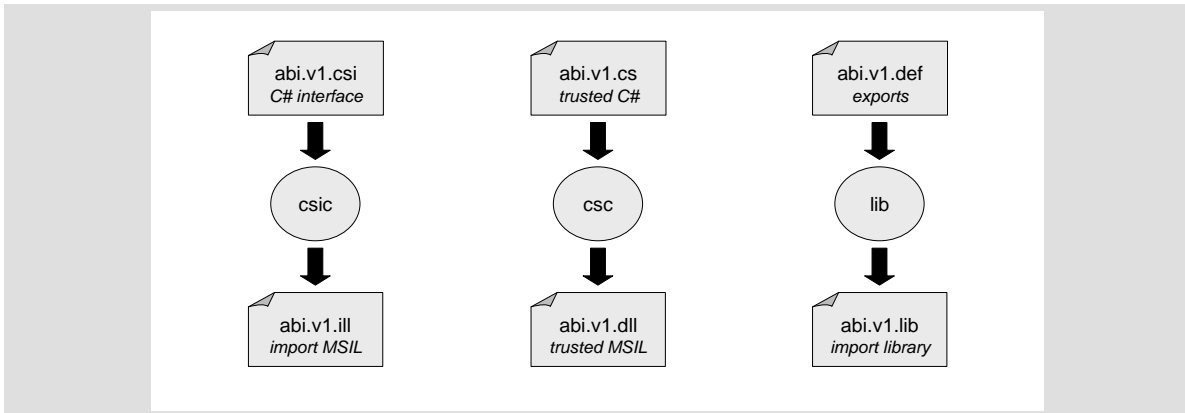 abi.v1.csi
C# interface
abi.v1.cs
trusted C#
abi.v1.def
exports
csic
csc
lib
abi.v1.ill
import MSIL
abi.v1.dll
trusted MSIL
abi.v1.lib
import library